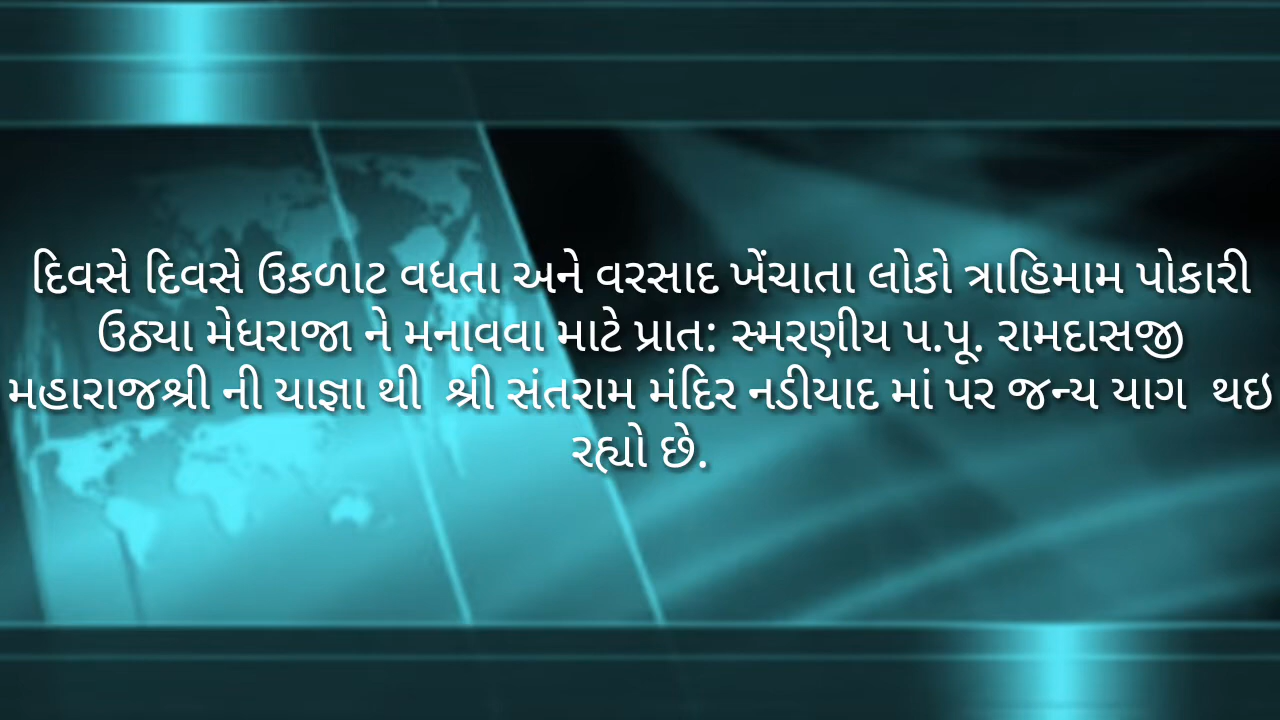 દિવસે દિવસે ઉકળાટ વધતા અને વરસાદ ખેંચાતા લોકો ત્રાહિમામ પોકારી
ઉઠ્યા મેધરાજા ને મનાવવા માટે પ્રાત: સ્મરણીય પ.પૂ. રામદાસજી
મહારાજશ્રી ની યાજ્ઞા થી  શ્રી સંતરામ મંદિર નડીયાદ માં પર જન્ય યાગ  થઇ
રહ્યો છે.